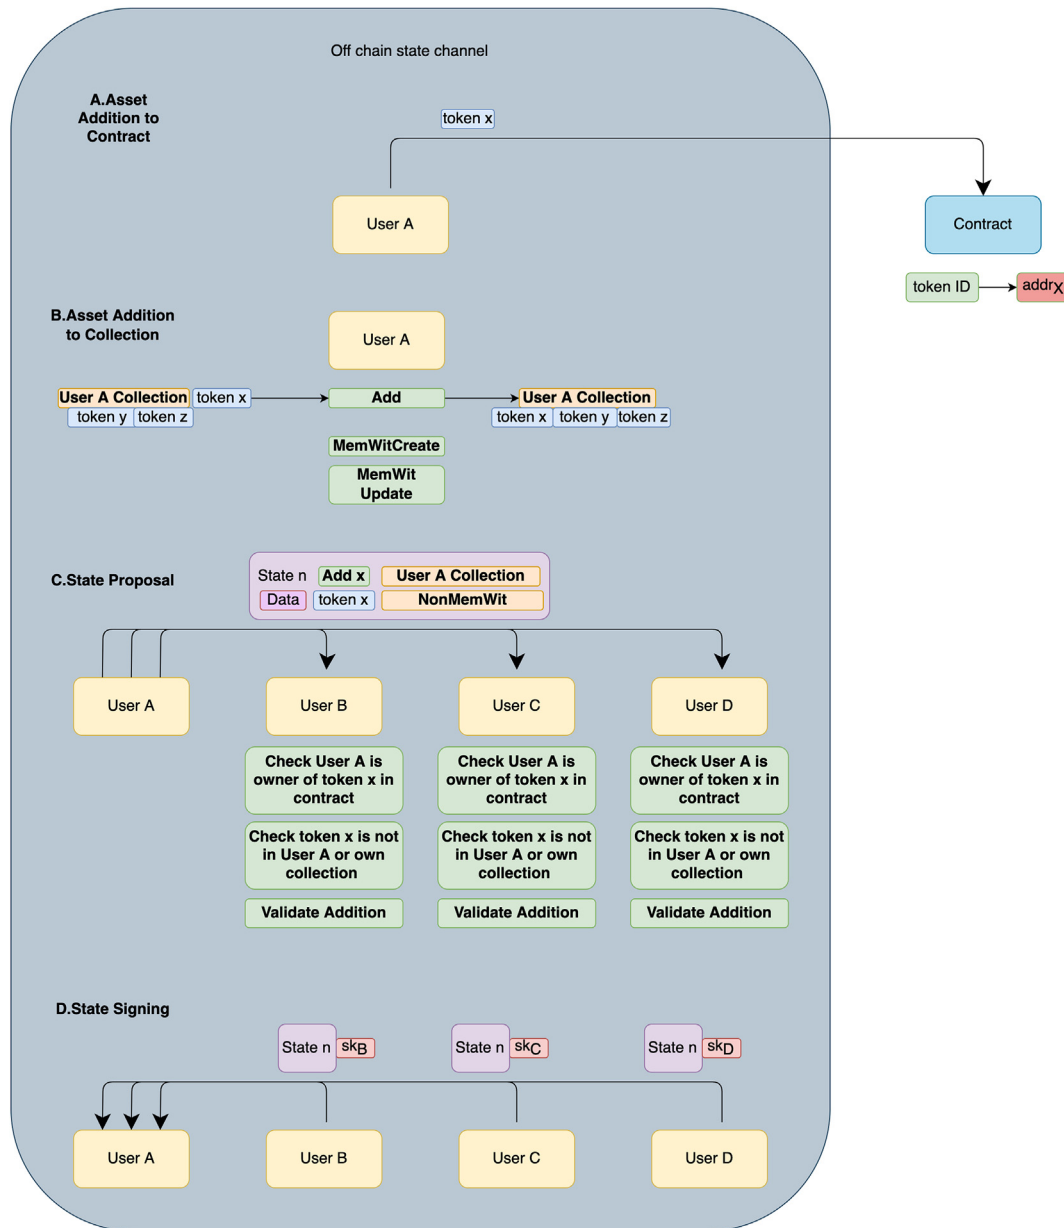 Off chain state channel
A.Asset
Addition to
Contract
token x
User A
Contract
token ID
addrX
B.Asset Addition
to Collection
User A
User A Collection
token x
token y
token z
Add
User A Collection
token x
token y
token z
MemWitCreate
MemWit
Update
C.State Proposal
State n
Add x
User A Collection
Data
token x
NonMemWit
User A
User B
User C
User D
Check User A is
owner of token x in
contract
Check User A is
owner of token x in
contract
Check User A is
owner of token x in
contract
Check token x is not
in User A or own
collection
Check token x is not
in User A or own
collection
Check token x is not
in User A or own
collection
Validate Addition
Validate Addition
Validate Addition
D.State Signing
State n
skB
State n
skC
State n
skD
User A
User B
User C
User D